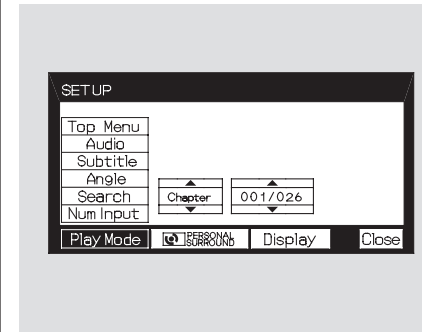 SETUP
Top Menu
Audio
Subtitle
Angle
Search
Num Input
Chapter
001/026
Play Mode
PERSONAL SURROUND
Display
Close